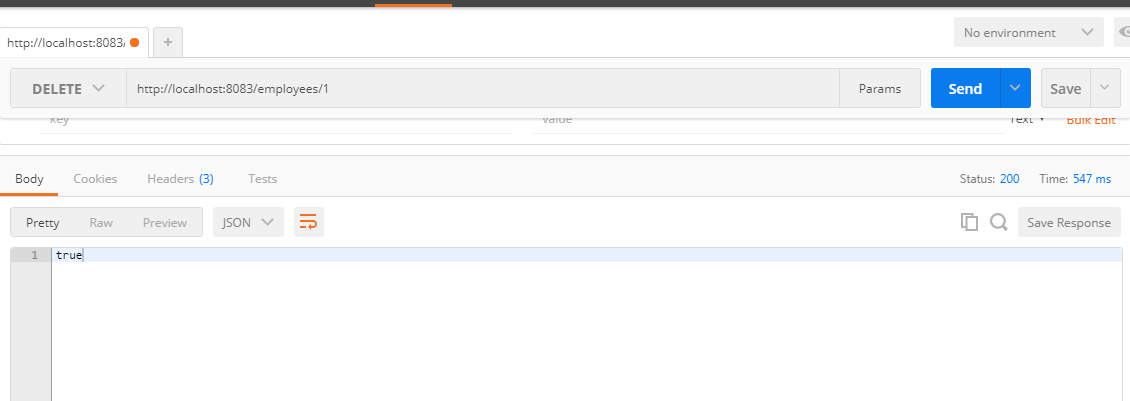 http://localhost:8083/
+
No environment
DELETE
http://localhost:8083/employees/1
Params
Send
Save
key
value
Text
Bulk Edit
Body
Cookies
Headers (3)
Tests
Status: 200
Time: 547 ms
Pretty
Raw
Preview
JSON
Save Response
1
true